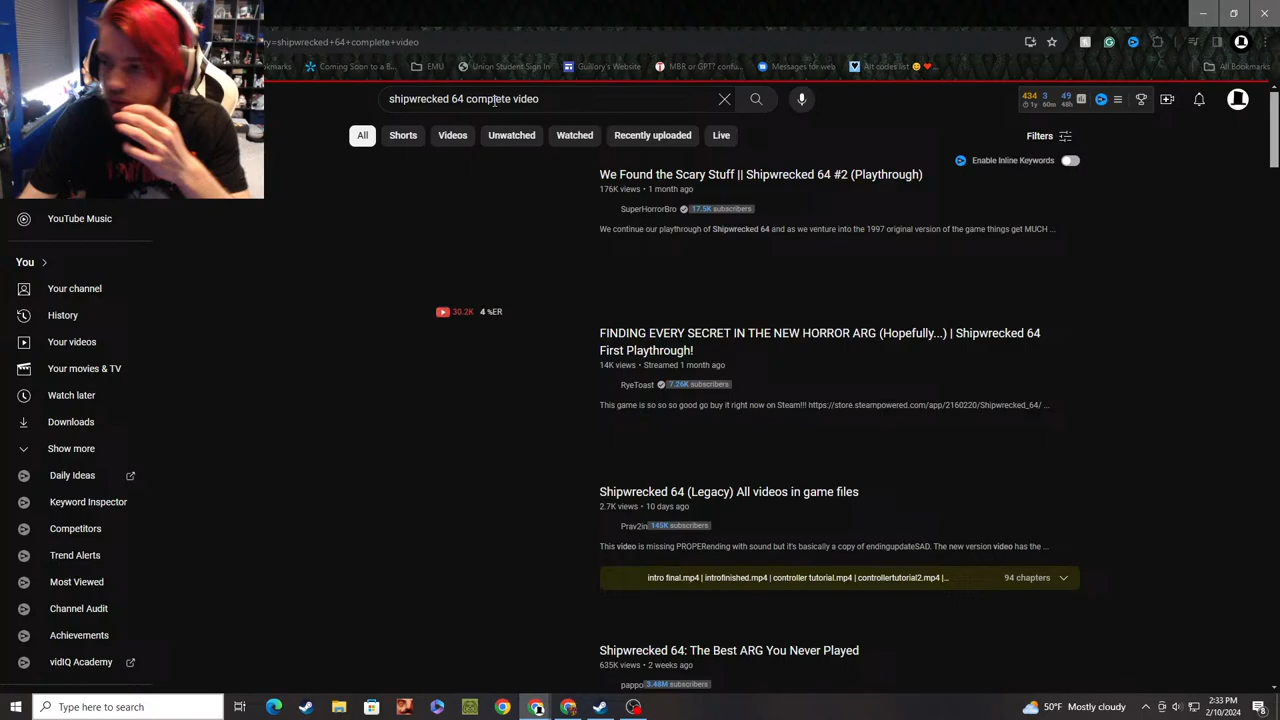 y=shipwrecked+64+complete+video
kmarks
Coming Soon to a B...
EMU
Union Student Sign In
Guillory's Website
MBR or GPT? confu...
Messages for web
Alt codes list 😀 ❤...
All Bookmarks
shipwrecked 64 complete video
434 3 49
1y 60m 48h
All
Shorts
Videos
Unwatched
Watched
Recently uploaded
Live
Filters
Enable Inline Keywords
We Found the Scary Stuff || Shipwrecked 64 #2 (Playthrough)
176K views • 1 month ago
SuperHorrorBro 17.5K subscribers
We continue our playthrough of Shipwrecked 64 and as we venture into the 1997 original version of the game things get MUCH ...
30.2K 4 %ER
FINDING EVERY SECRET IN THE NEW HORROR ARG (Hopefully...) | Shipwrecked 64
First Playthrough!
14K views • Streamed 1 month ago
RyeToast 7.26K subscribers
This game is so so so good go buy it right now on Steam!!! https://store.steampowered.com/app/2160220/Shipwrecked_64/ ...
Shipwrecked 64 (Legacy) All videos in game files
2.7K views • 10 days ago
Prav2in 145K subscribers
This video is missing PROPERending with sound but it's basically a copy of endingupdateSAD. The new version video has the ...
intro final.mp4 | introfinished.mp4 | controller tutorial.mp4 | controllertutorial2.mp4 |...
94 chapters
Shipwrecked 64: The Best ARG You Never Played
635K views • 2 weeks ago
pappo 3.48M subscribers
YouTube Music
You
Your channel
History
Your videos
Your movies & TV
Watch later
Downloads
Show more
Daily Ideas
Keyword Inspector
Competitors
Trend Alerts
Most Viewed
Channel Audit
Achievements
vidIQ Academy
Type here to search
50°F Mostly cloudy
2:33 PM
2/10/2024